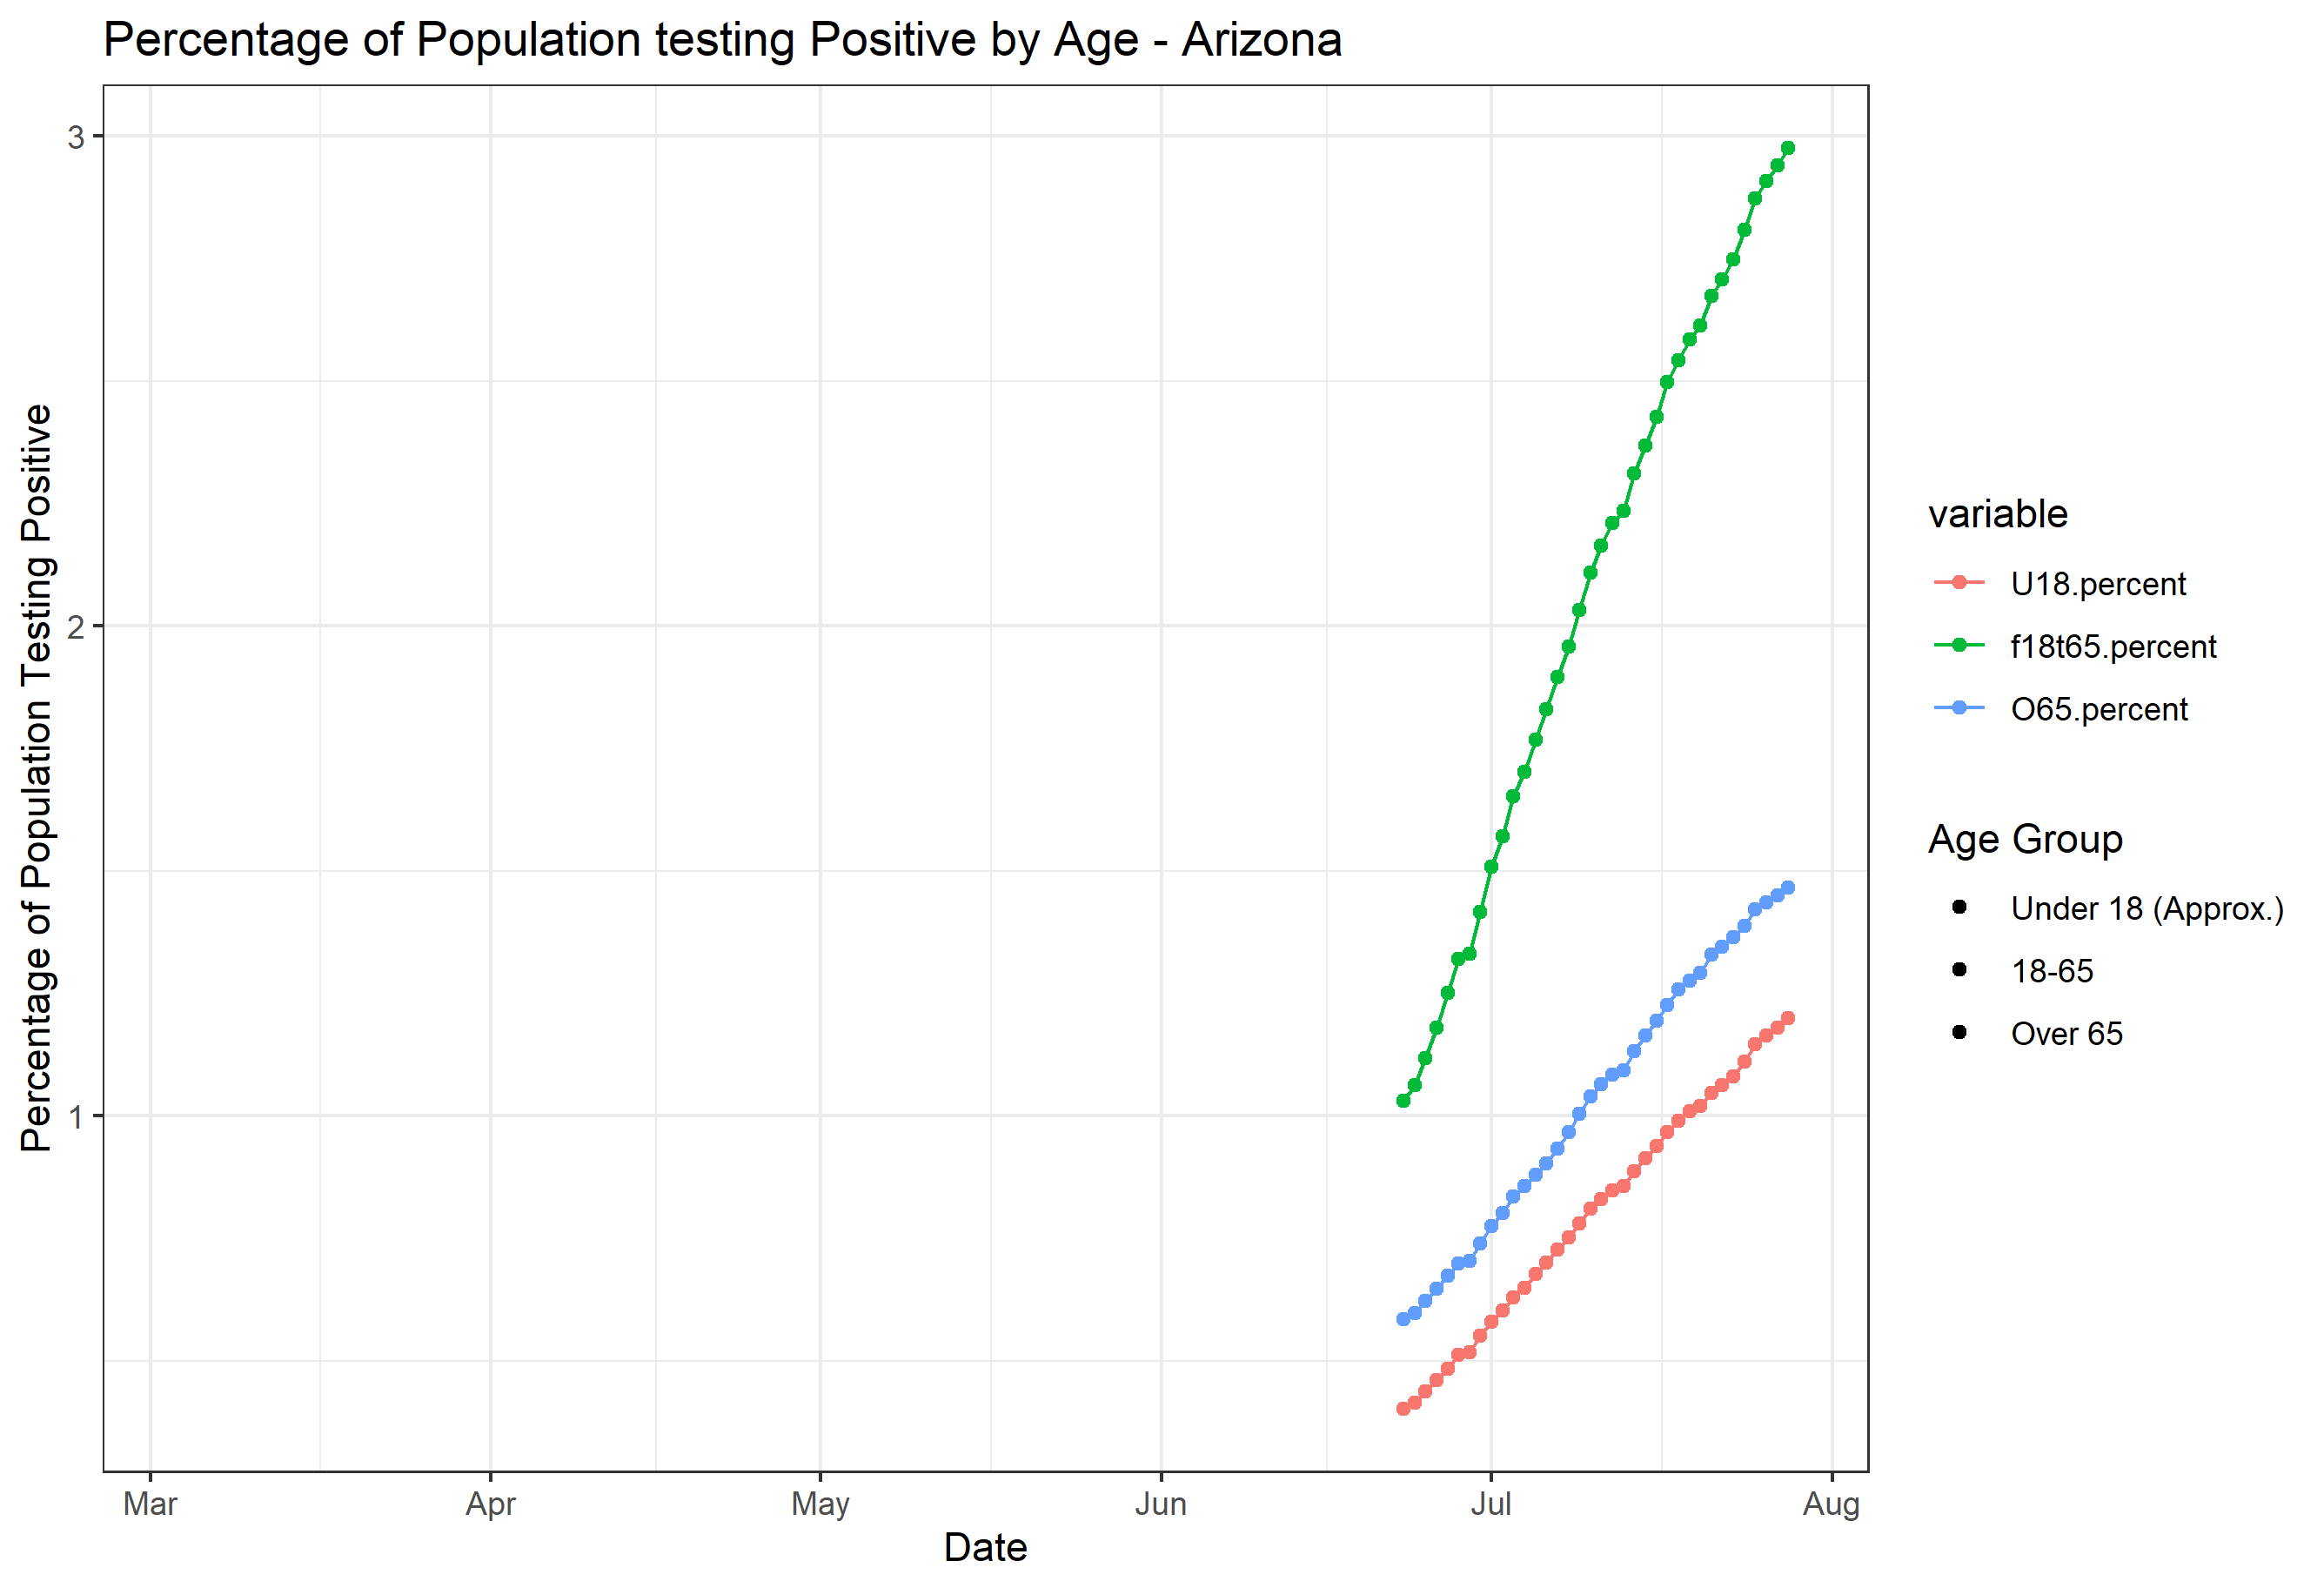 Percentage of Population testing Positive by Age - Arizona
Percentage of Population Testing Positive
3
2
1
Mar
Apr
May
Jun
Jul
Aug
Date
variable
U18.percent
f18t65.percent
O65.percent
Age Group
Under 18 (Approx.)
18-65
Over 65